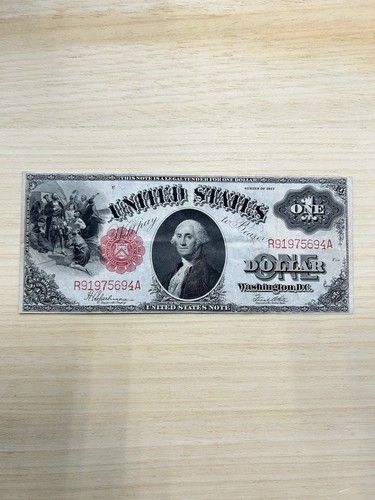 THIS NOTE IS A LEGAL TENDER FOR ONE DOLLAR
SERIES OF 1917
UNITED STATES
Will pay to Bearer
ONE
R91975694A
ONE
DOLLAR
R91975694A
Washington, D.C.
UNITED STATES NOTE